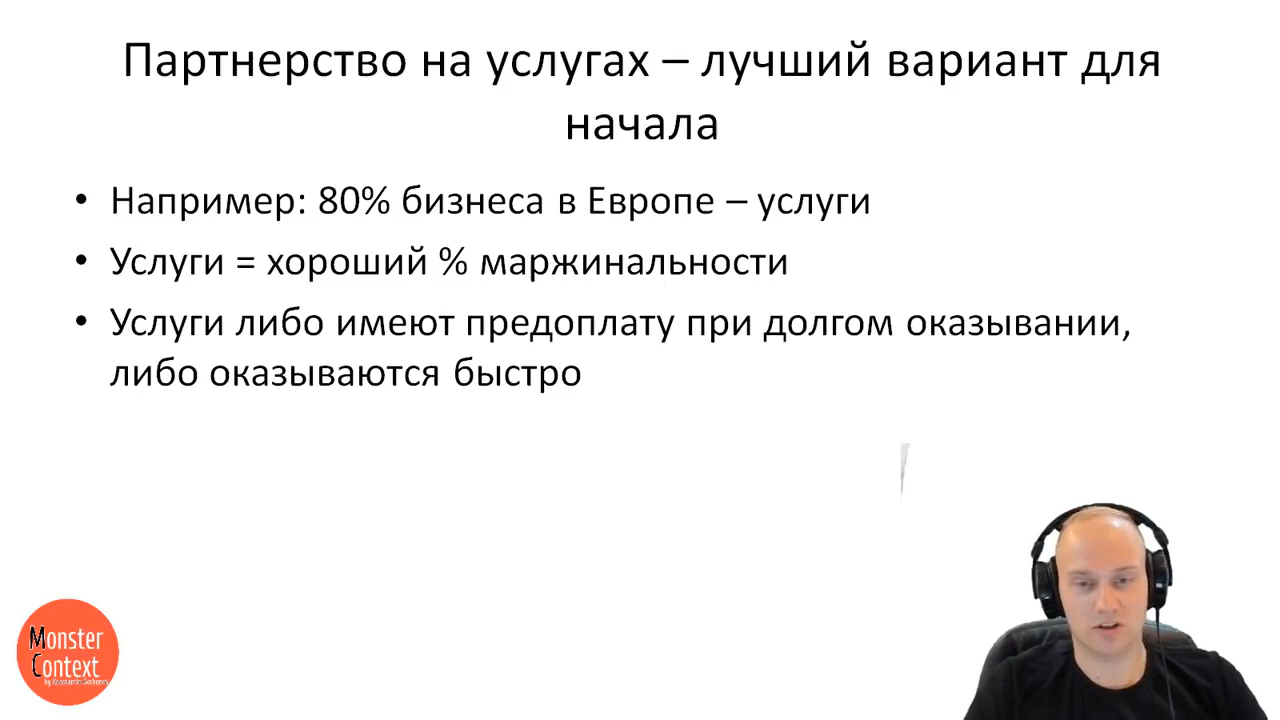 Партнерство на услугах – лучший вариант для
начала
• Например: 80% бизнеса в Европе – услуги
• Услуги = хороший % маржинальности
• Услуги либо имеют предоплату при долгом оказывании,
либо оказываются быстро
Monster
Context